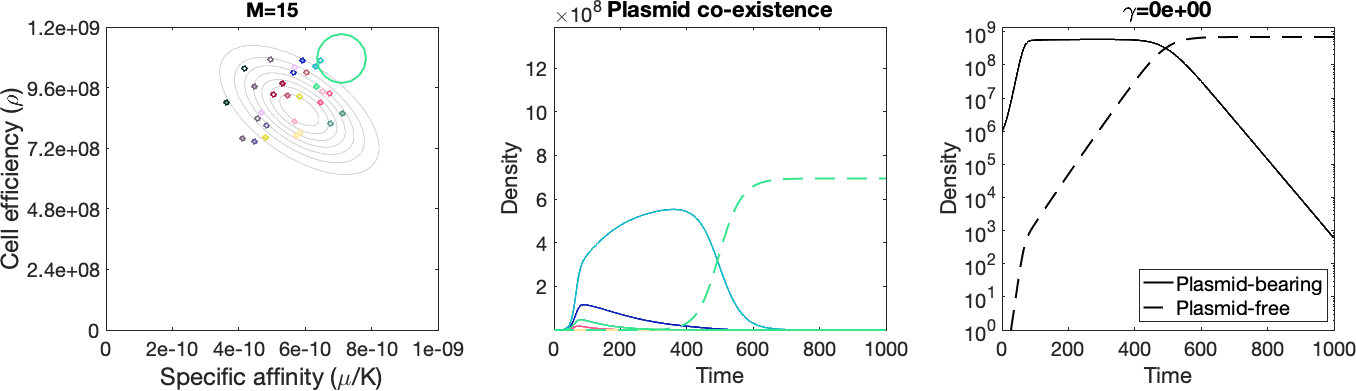 M=15
Cell efficiency (ρ)
1.2e+09
9.6e+08
7.2e+08
4.8e+08
2.4e+08
0
0 2e-10 4e-10 6e-10 8e-10 1e-09
Specific affinity (μ/K)
×10^8 Plasmid co-existence
Density
12
10
8
6
4
2
0 200 400 600 800 1000
Time
γ=0e+00
Density
10^9
10^8
10^7
10^6
10^5
10^4
10^3
10^2
10^1
10^0
Plasmid-bearing
Plasmid-free
0 200 400 600 800 1000
Time